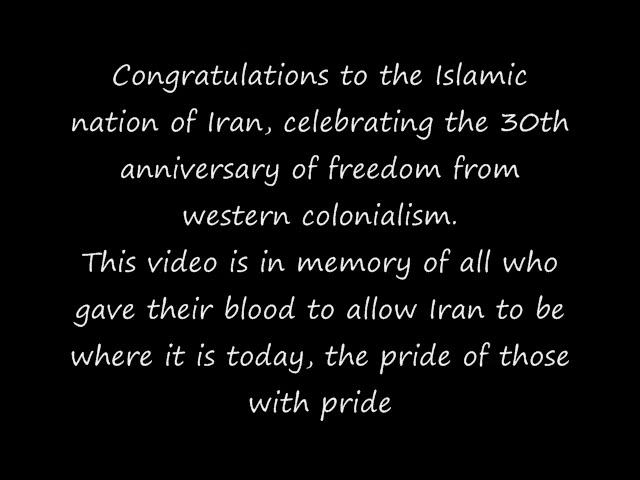 Congratulations to the Islamic
nation of Iran, celebrating the 30th
anniversary of freedom from
western colonialism.
This video is in memory of all who
gave their blood to allow Iran to be
where it is today, the pride of those
with pride